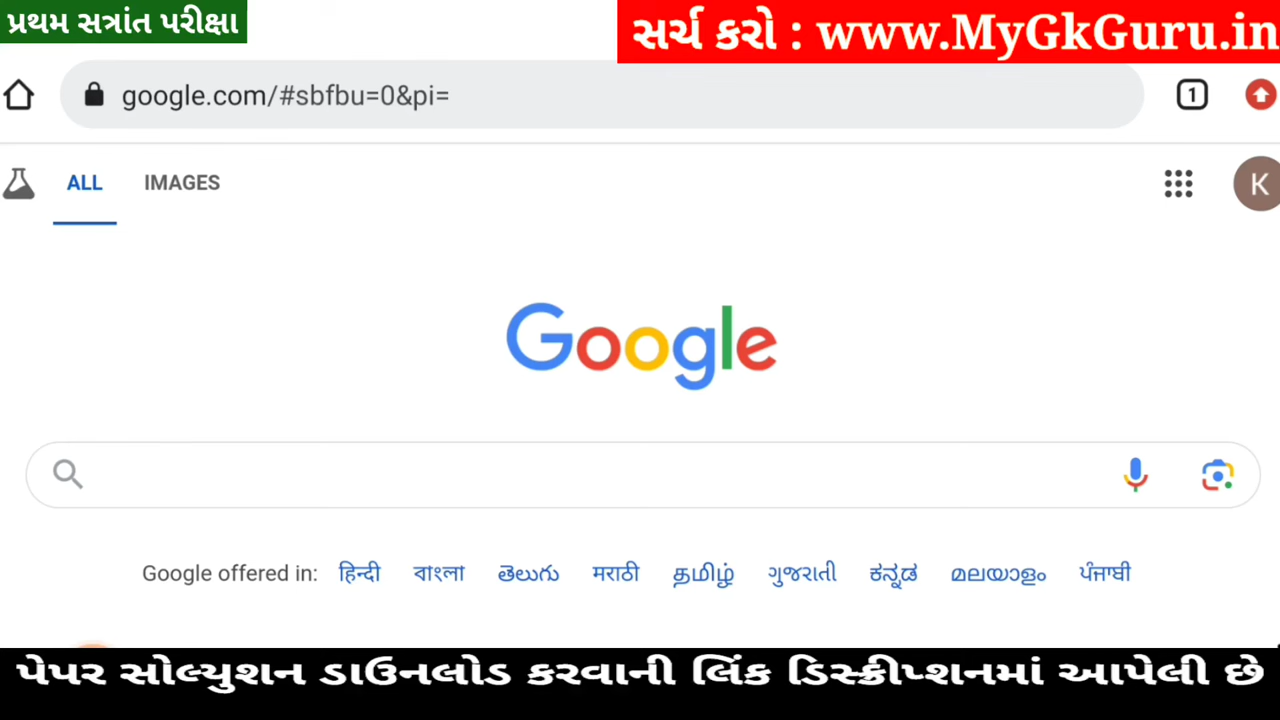 પ્રથમ સત્રાંત પરીક્ષા
સર્ચ કરો : www.MyGkGuru.in
google.com/#sbfbu=0&pi=
1
ALL IMAGES
K
Google
Google offered in: हिन्दी বাংলা తెలుగు मराठी தமிழ் ગુજરાતી ಕನ್ನಡ മലയാളം ਪੰਜਾਬੀ
પેપર સોલ્યુશન ડાઉનલોડ કરવાની લિંક ડિસ્ક્રીપ્શનમાં આપેલી છે